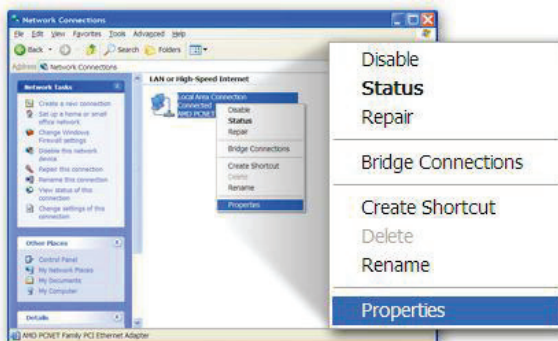 Network Connections
File Edit View Favorites Tools Advanced Help
Back Search Folders
Address Network Connections
Network Tasks
Create a new connection
Set up a home or small
office network
Change Windows
Firewall settings
Disable this network
device
Repair this connection
Rename this connection
View status of this
connection
Change settings of this
connection
Other Places
Control Panel
My Network Places
My Documents
My Computer
Details
LAN or High-Speed Internet
Local Area Connection
Connected
AMD PCNET
Disable
Status
Repair
Bridge Connections
Create Shortcut
Delete
Rename
Properties
AMD PCNET Family PCI Ethernet Adapter
Disable
Status
Repair
Bridge Connections
Create Shortcut
Delete
Rename
Properties